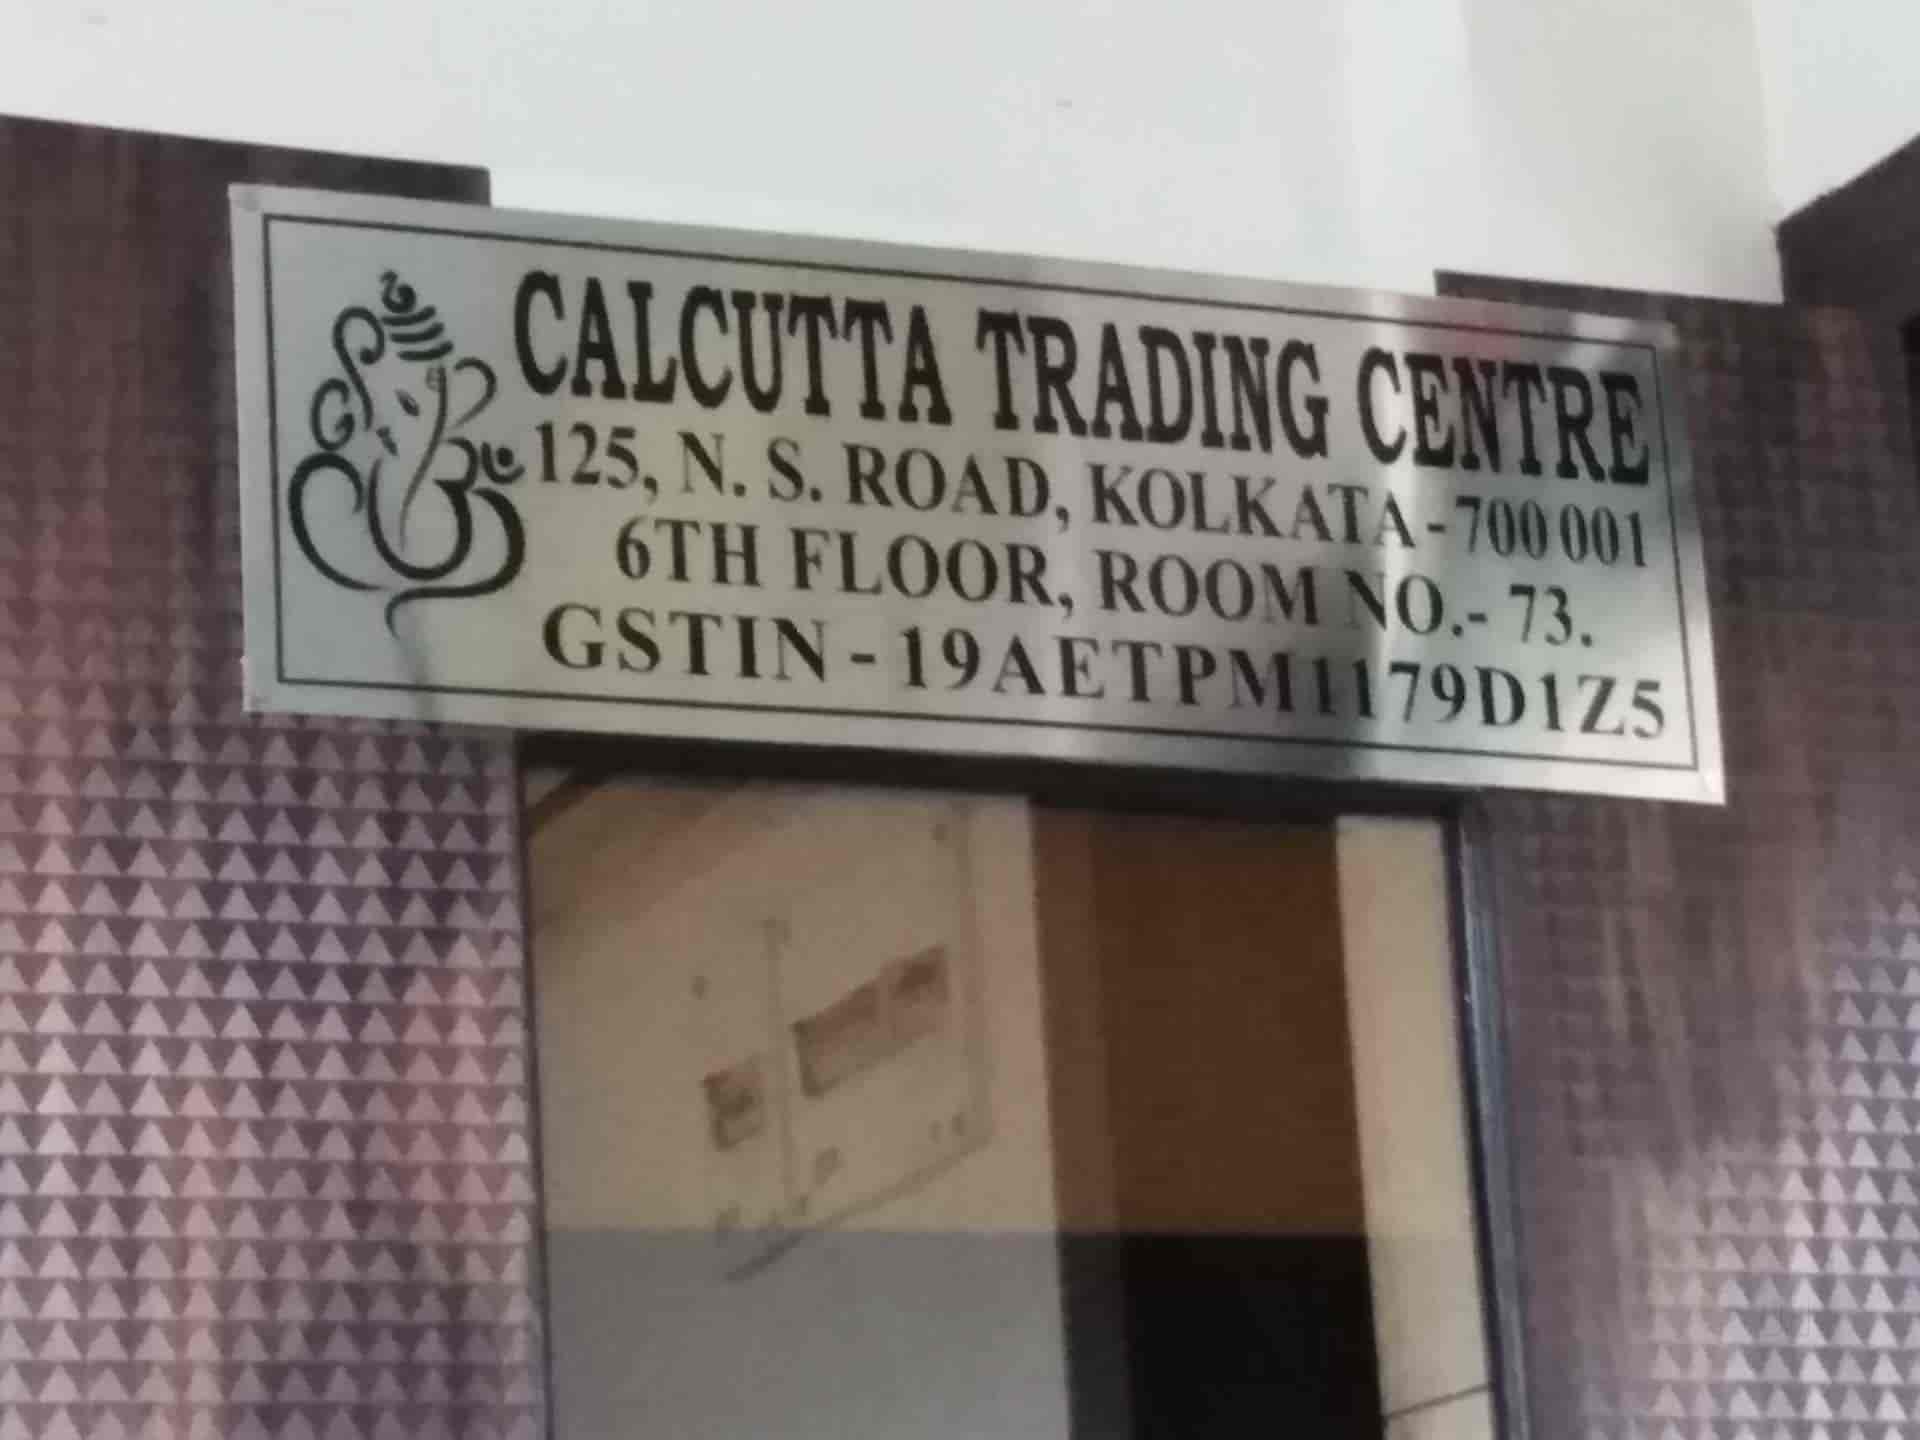 CALCUTTA TRADING CENTRE
125, N. S. ROAD, KOLKATA - 700 001
6TH FLOOR, ROOM NO.- 73.
GSTIN - 19AETPM1179D1Z5